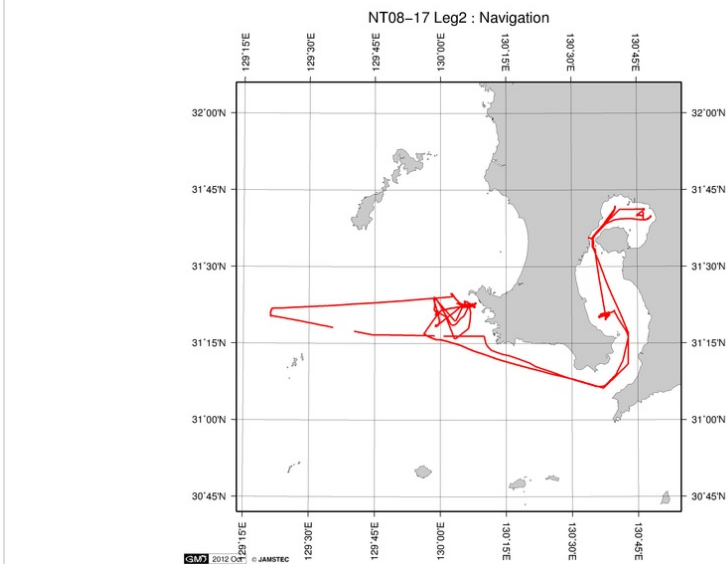 NT08−17 Leg2 : Navigation
129˚15'E 129˚30'E 129˚45'E 130˚00'E 130˚15'E 130˚30'E 130˚45'E
32˚00'N 32˚00'N
31˚45'N 31˚45'N
31˚30'N 31˚30'N
31˚15'N 31˚15'N
31˚00'N 31˚00'N
30˚45'N 30˚45'N
129˚15'E 129˚30'E 129˚45'E 130˚00'E 130˚15'E 130˚30'E 130˚45'E
GMD 2012 Oct © JAMSTEC